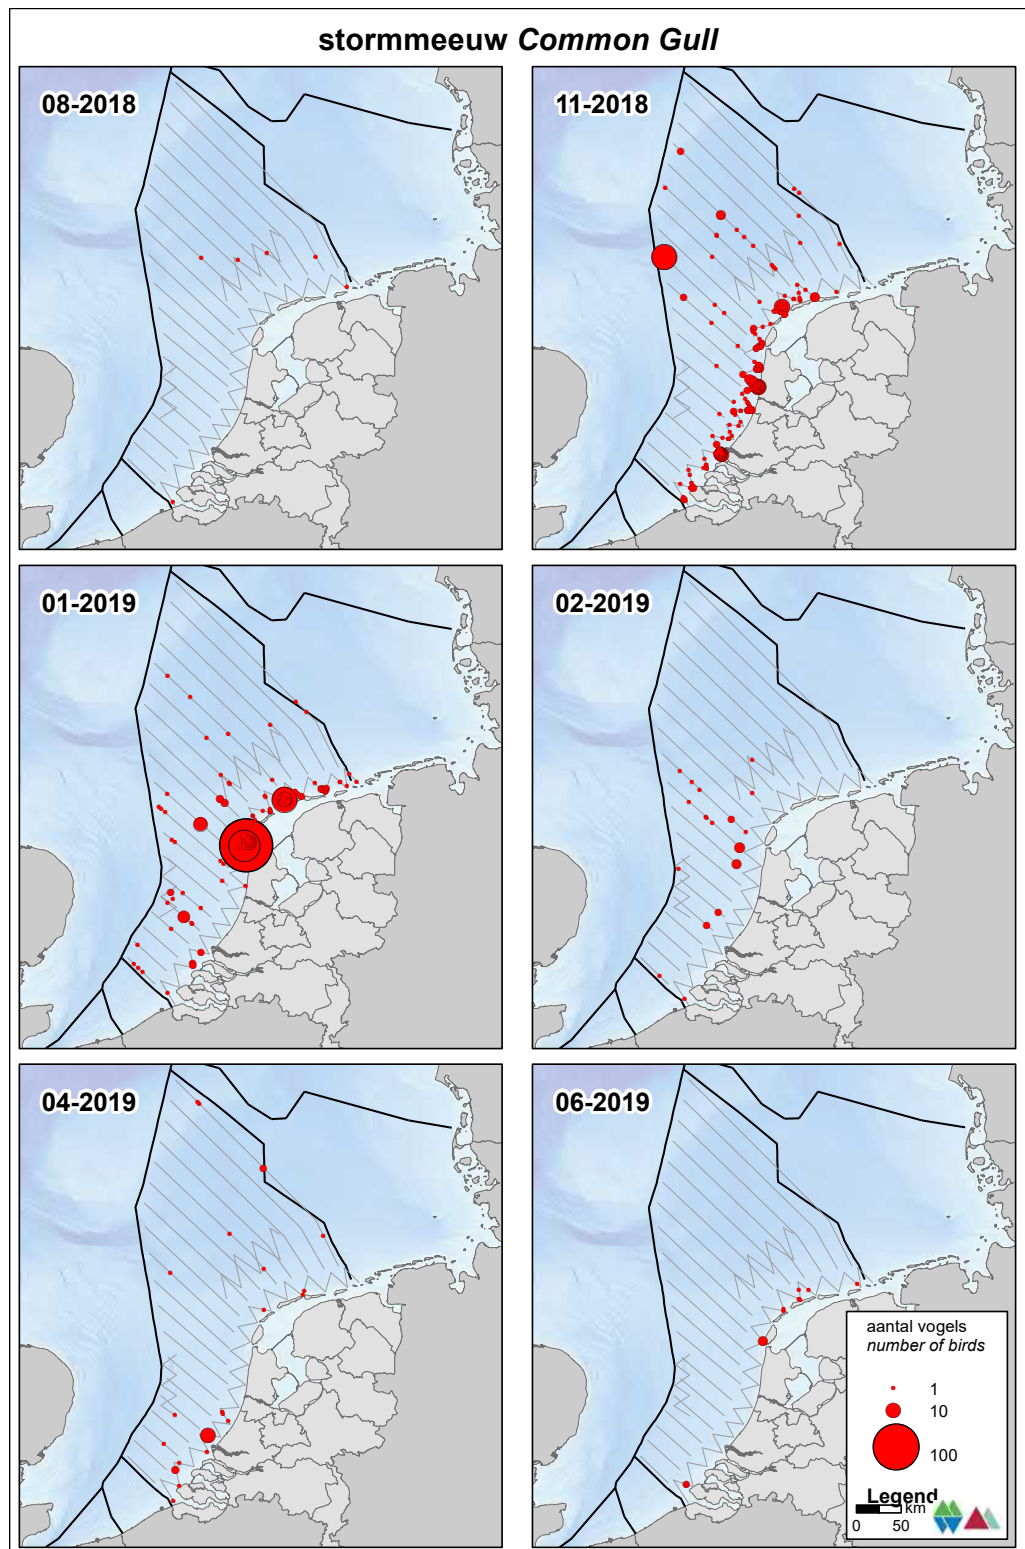 stormmeeuw Common Gull
08-2018
11-2018
01-2019
02-2019
04-2019
06-2019
aantal vogels
number of birds
1
10
100
Legend
km
0 50